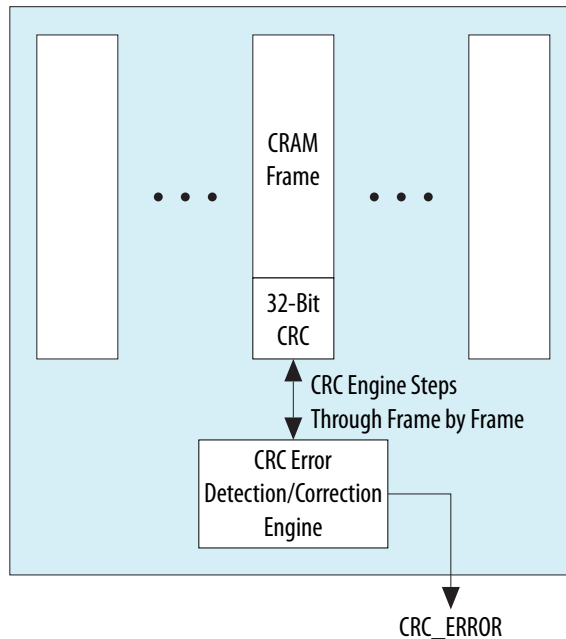 CRAM
Frame
32-Bit
CRC
CRC Engine Steps
Through Frame by Frame
CRC Error
Detection/Correction
Engine
CRC_ERROR